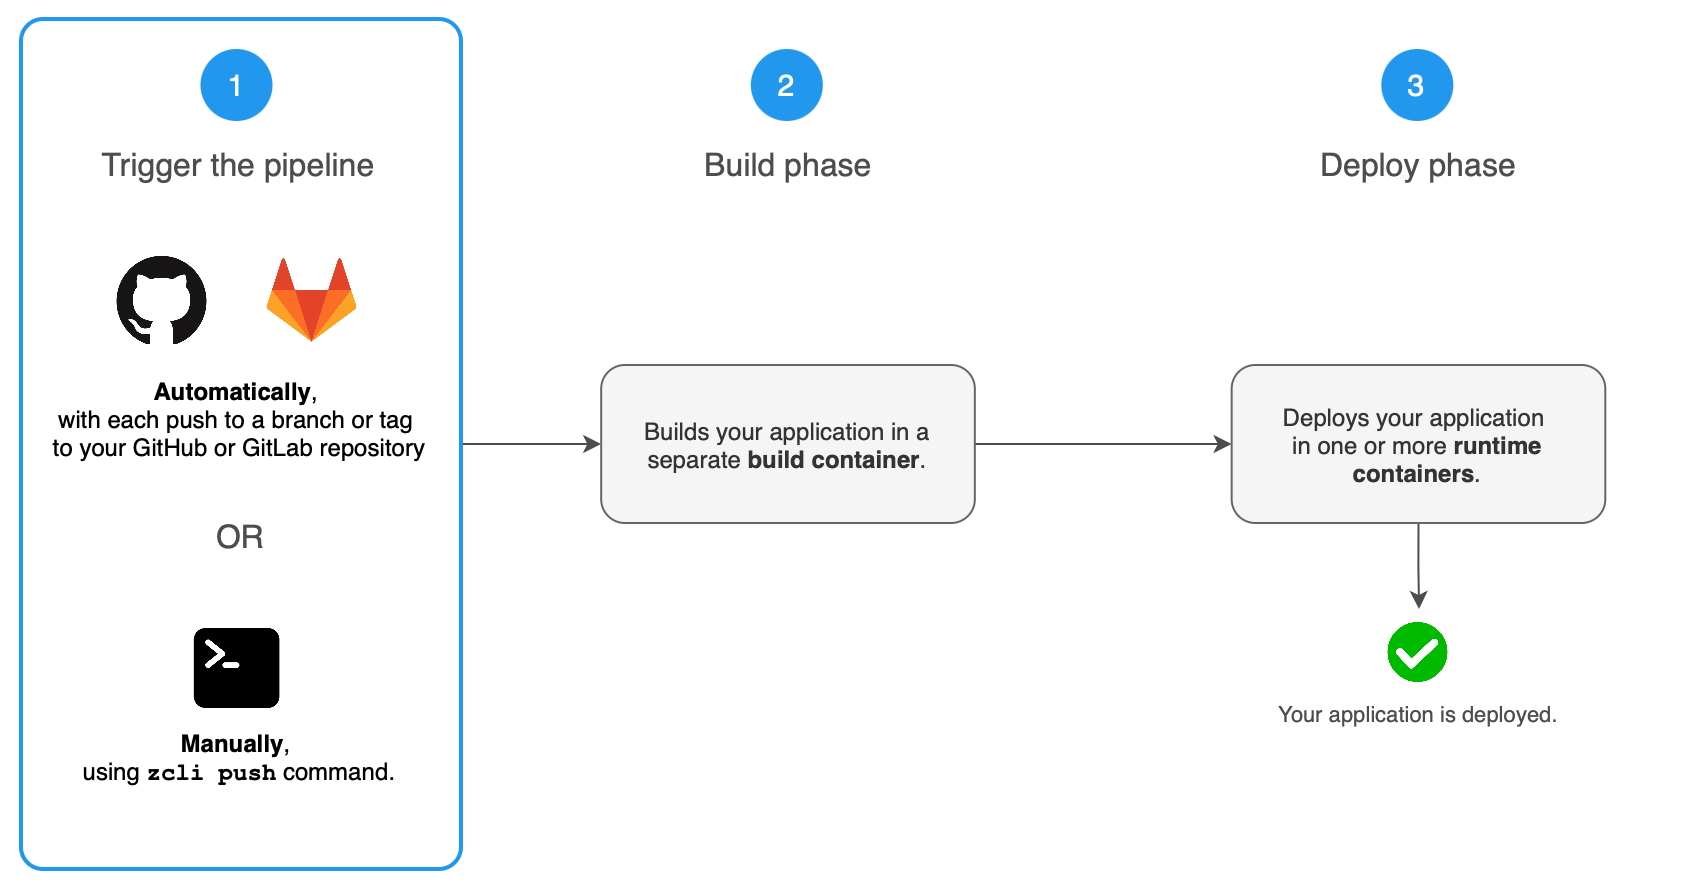 1
Trigger the pipeline
Automatically,
with each push to a branch or tag
to your GitHub or GitLab repository
OR
>_
Manually,
using zcli push command.
2
Build phase
Builds your application in a
separate build container.
3
Deploy phase
Deploys your application
in one or more runtime
containers.
Your application is deployed.